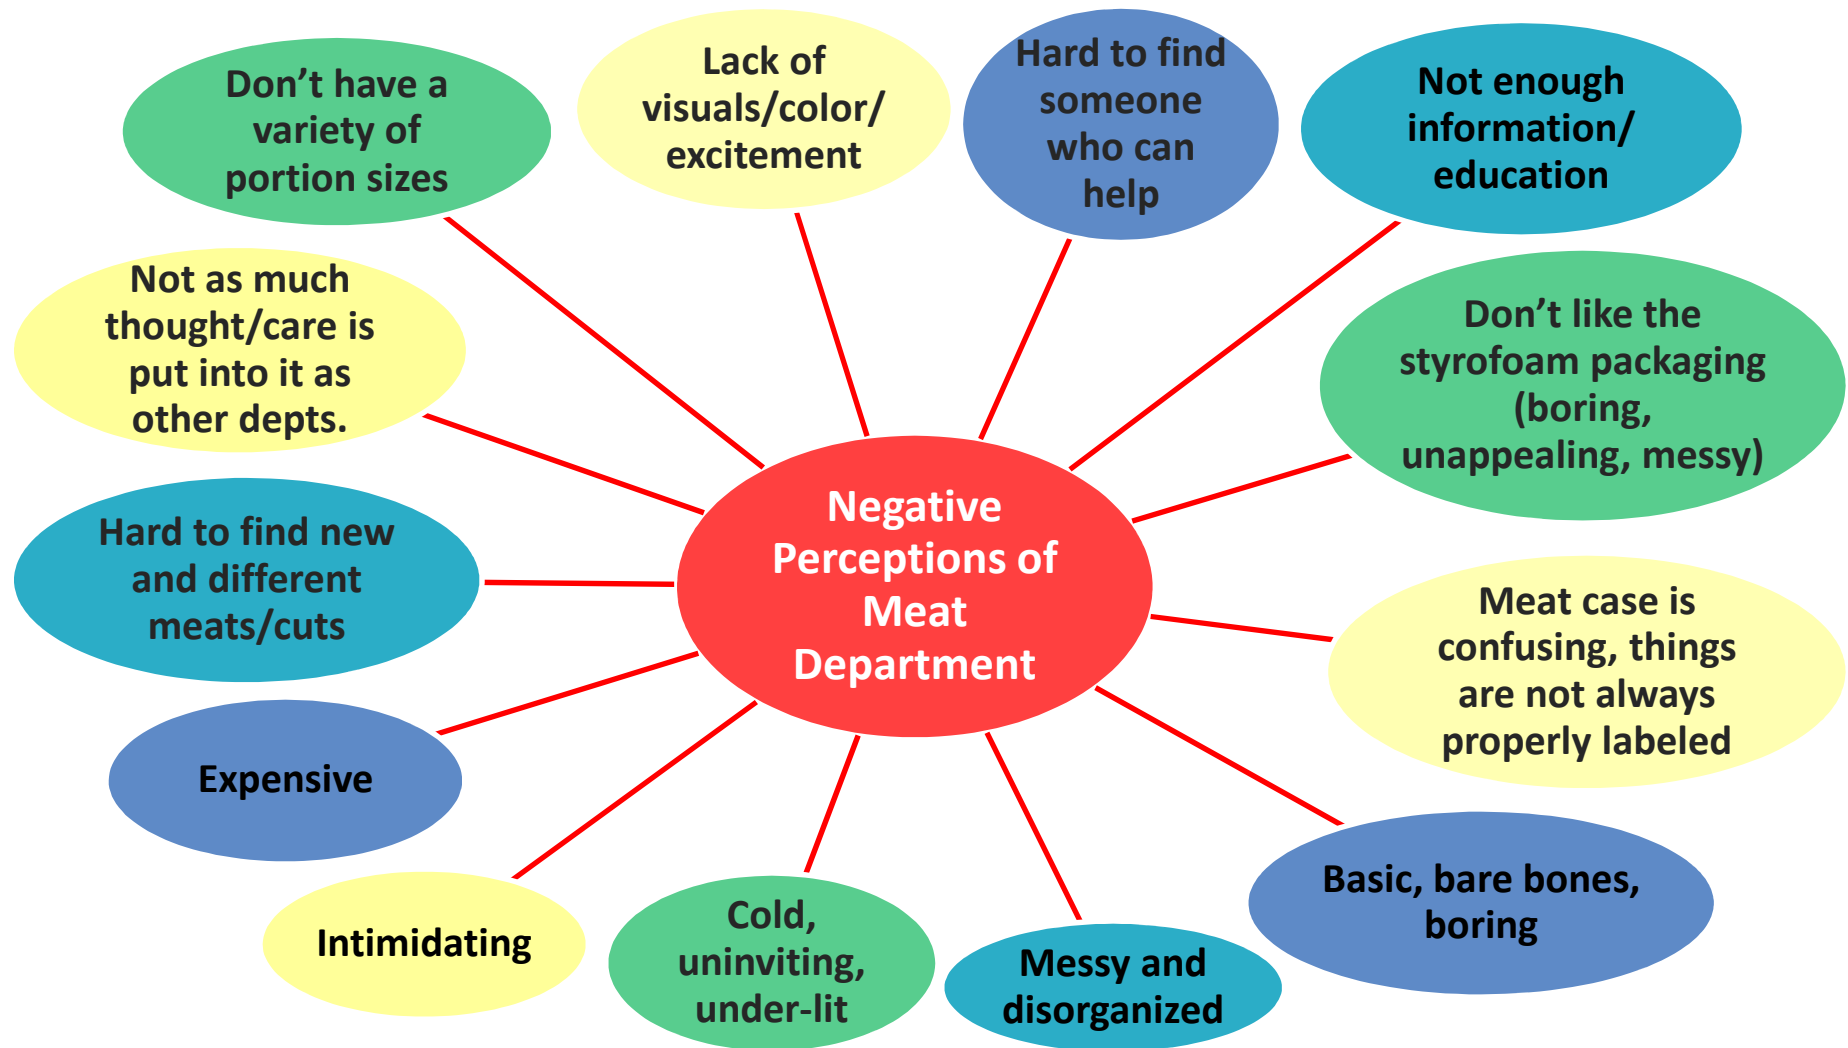 Don’t have a
variety of
portion sizes
Lack of
visuals/color/
excitement
Hard to find
someone
who can
help
Not enough
information/
education
Not as much
thought/care is
put into it as
other depts.
Don’t like the
styrofoam packaging
(boring,
unappealing, messy)
Negative
Perceptions of
Meat
Department
Hard to find new
and different
meats/cuts
Meat case is
confusing, things
are not always
properly labeled
Expensive
Basic, bare bones,
boring
Intimidating
Cold,
uninviting,
under-lit
Messy and
disorganized